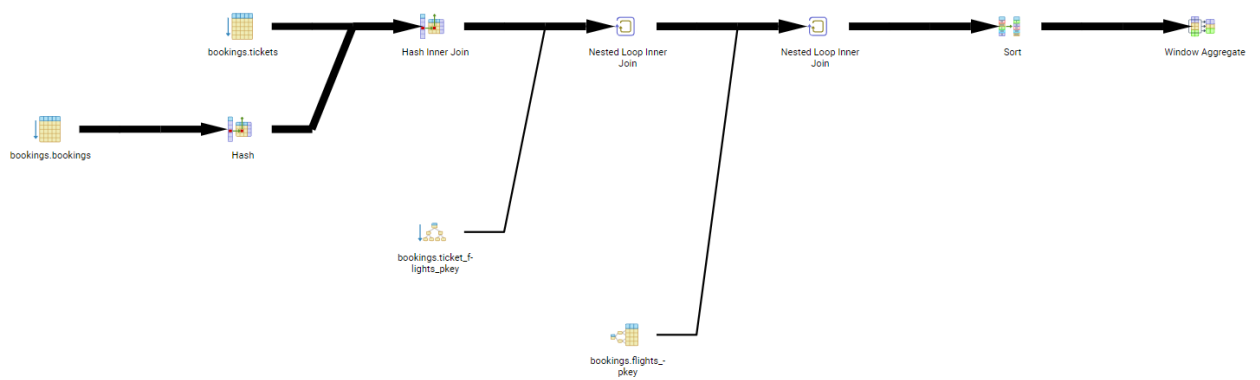 bookings.tickets
Hash Inner Join
Nested Loop Inner
Join
Nested Loop Inner
Join
Sort
Window Aggregate
bookings.bookings
Hash
bookings.ticket_f-
lights_pkey
bookings.flights_-
pkey